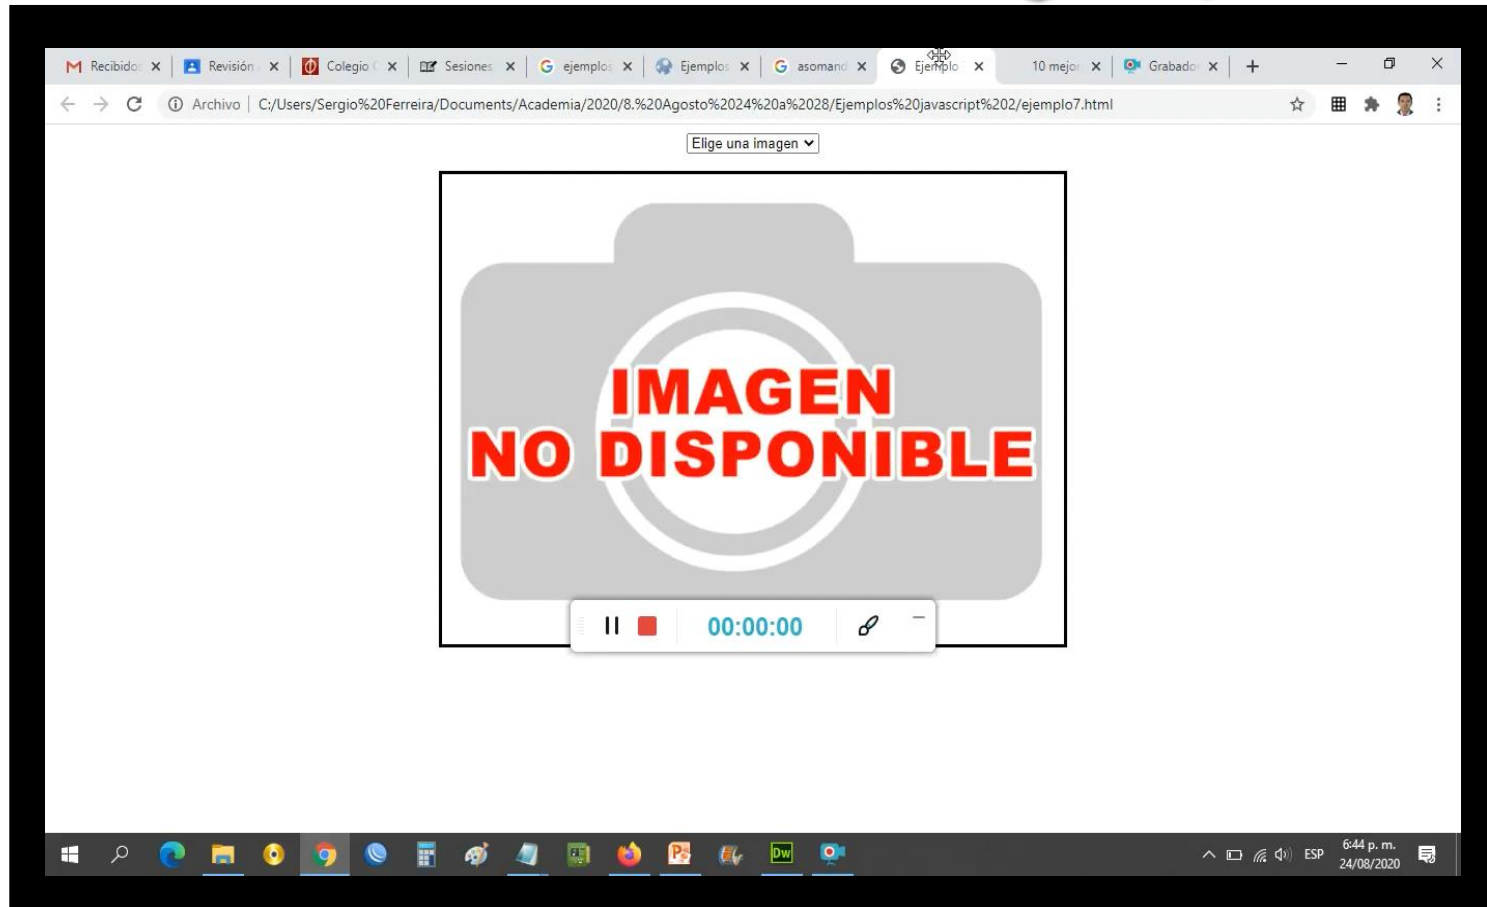 Recibidos
Revisión
Colegio
Sesiones
ejemplos
Ejemplos
asomand
Ejemplo
10 mejor
Grabador
Archivo
C:/Users/Sergio%20Ferreira/Documents/Academia/2020/8.%20Agosto%2024%20a%2028/Ejemplos%20javascript%202/ejemplo7.html
Elige una imagen
IMAGEN
NO DISPONIBLE
00:00:00
Dw
ESP
6:44 p. m.
24/08/2020